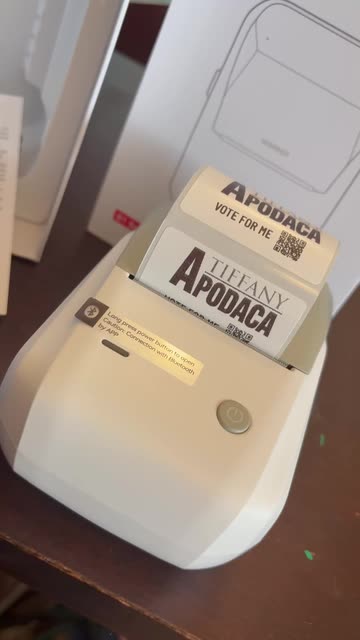 APODACA
VOTE FOR ME
TIFFANY
APODACA
VOTE FOR ME
Long press power button to open
Caution: Connection with Bluetooth
by APP